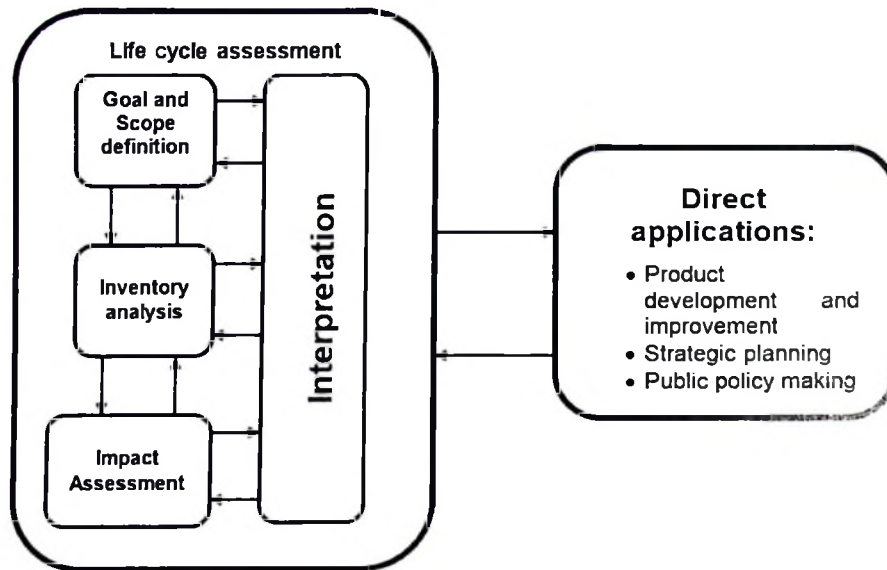 Life cycle assessment
Goal and
Scope
definition
Inventory
analysis
Impact
Assessment
Interpretation
Direct
applications:
• Product
development and
improvement
• Strategic planning
• Public policy making